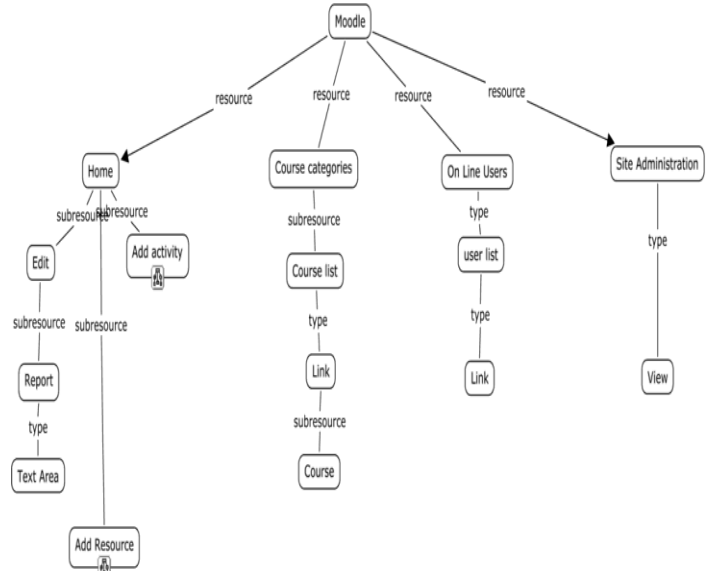 Moodle
resource
resource
resource
resource
Home
Course categories
On Line Users
Site Administration
subresource
subresource
subresource
type
type
Edit
Add activity
Course list
user list
subresource
subresource
type
type
Report
Link
Link
View
type
subresource
Text Area
Course
Add Resource